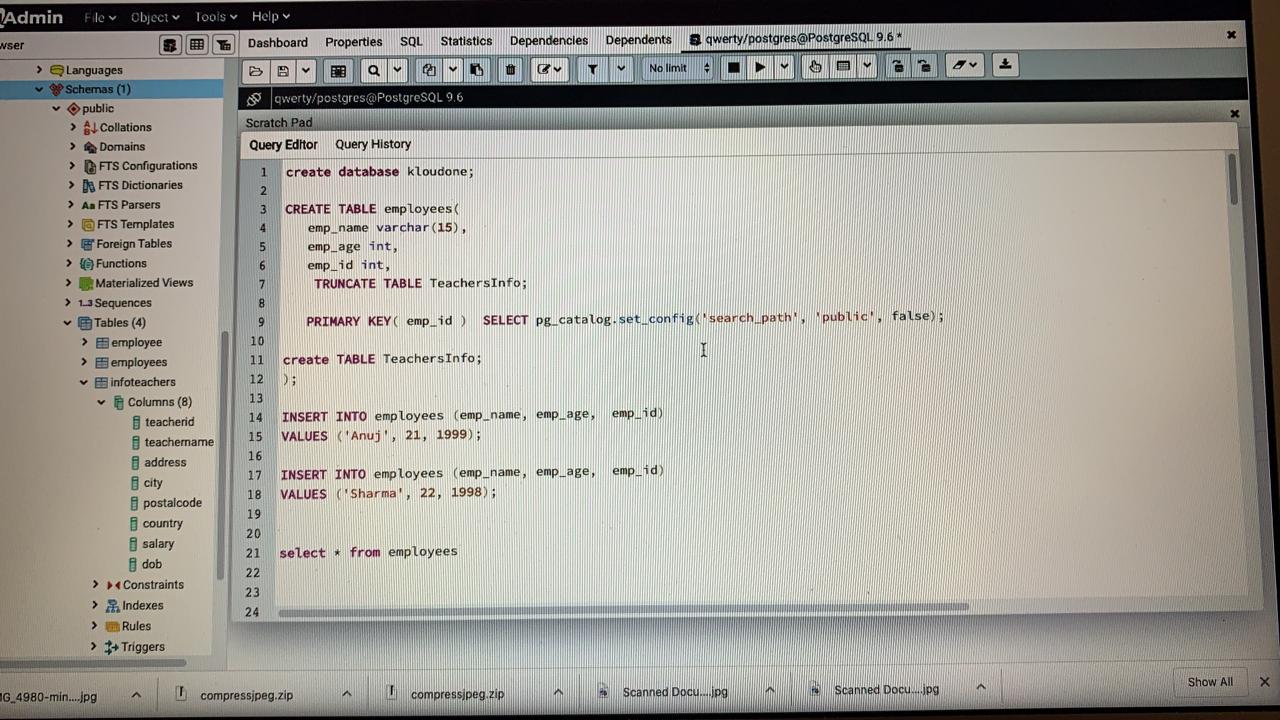 Admin File Object Tools Help
wser
Dashboard Properties SQL Statistics Dependencies Dependents qwerty/postgres@PostgreSQL 9.6 *
No limit
qwerty/postgres@PostgreSQL 9.6
Scratch Pad
Query Editor Query History
Languages
Schemas (1)
public
Collations
Domains
FTS Configurations
FTS Dictionaries
Aa FTS Parsers
FTS Templates
Foreign Tables
Functions
Materialized Views
1..3 Sequences
Tables (4)
employee
employees
infoteachers
Columns (8)
teacherid
teachername
address
city
postalcode
country
salary
dob
Constraints
Indexes
Rules
Triggers
1 create database kloudone;
2
3 CREATE TABLE employees(
4 emp_name varchar(15),
5 emp_age int,
6 emp_id int,
7 TRUNCATE TABLE TeachersInfo;
8
9 PRIMARY KEY( emp_id ) SELECT pg_catalog.set_config('search_path', 'public', false);
10
11 create TABLE TeachersInfo;
12 );
13
14 INSERT INTO employees (emp_name, emp_age, emp_id)
15 VALUES ('Anuj', 21, 1999);
16
17 INSERT INTO employees (emp_name, emp_age, emp_id)
18 VALUES ('Sharma', 22, 1998);
19
20
21 select * from employees
22
23
24
MG_4980-min....jpg compressjpeg.zip compressjpeg.zip Scanned Docu....jpg Scanned Docu....jpg Show All